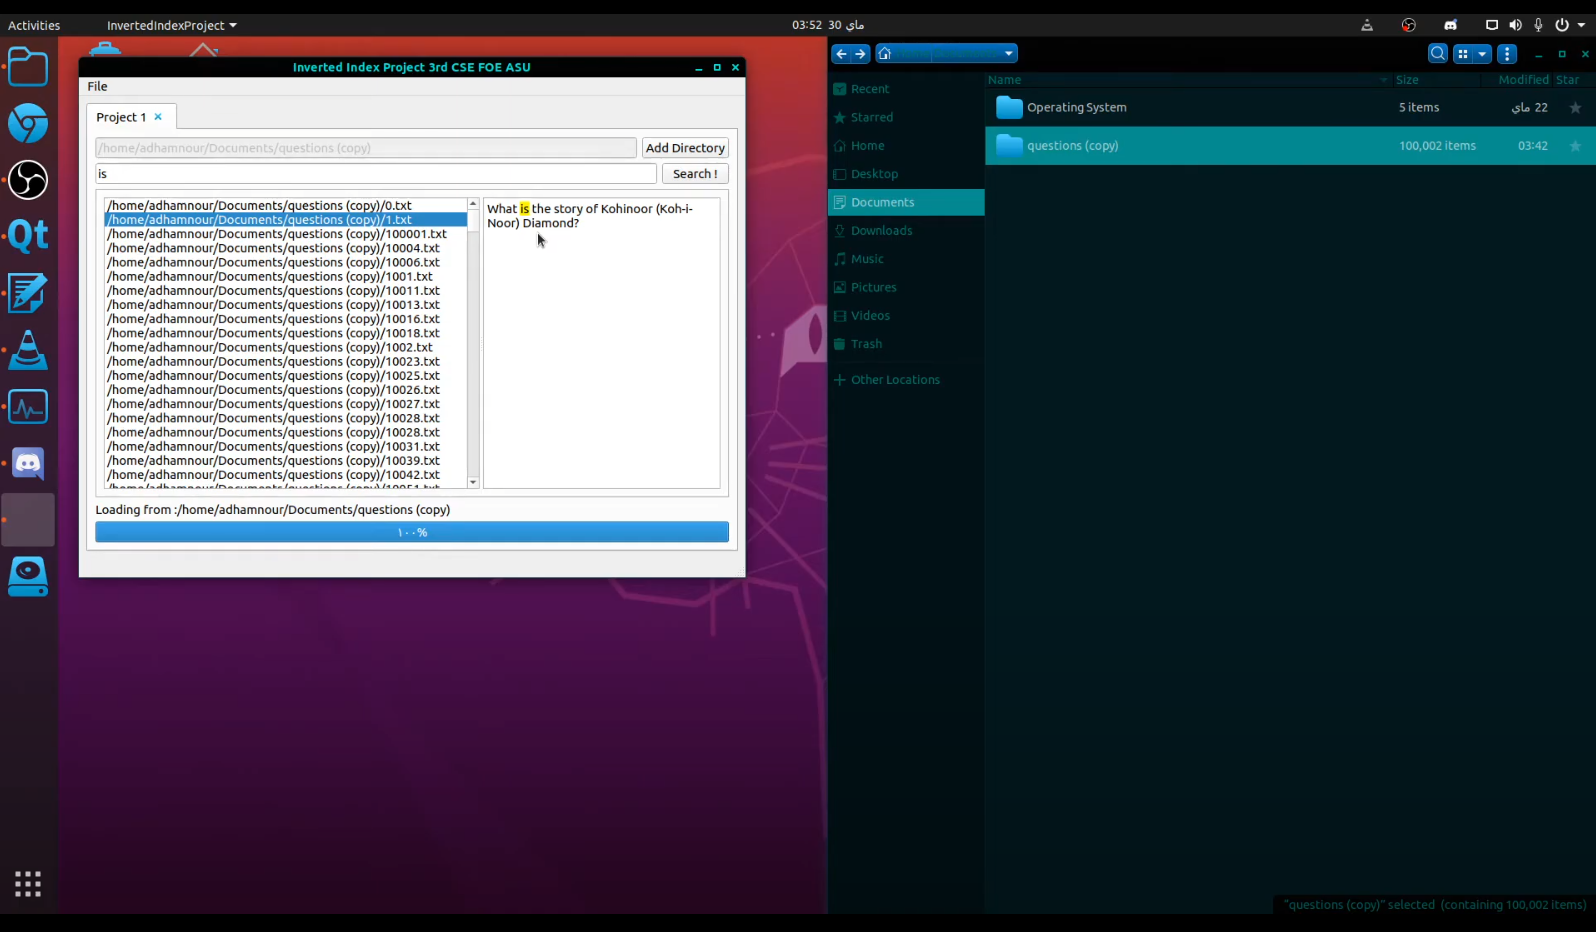 Activities
InvertedIndexProject
03:52 30 ماي
Inverted Index Project 3rd CSE FOE ASU
File
Project 1
/home/adhamnour/Documents/questions (copy)
Add Directory
is
Search !
/home/adhamnour/Documents/questions (copy)/0.txt
/home/adhamnour/Documents/questions (copy)/1.txt
/home/adhamnour/Documents/questions (copy)/100001.txt
/home/adhamnour/Documents/questions (copy)/10004.txt
/home/adhamnour/Documents/questions (copy)/10006.txt
/home/adhamnour/Documents/questions (copy)/1001.txt
/home/adhamnour/Documents/questions (copy)/10011.txt
/home/adhamnour/Documents/questions (copy)/10013.txt
/home/adhamnour/Documents/questions (copy)/10016.txt
/home/adhamnour/Documents/questions (copy)/10018.txt
/home/adhamnour/Documents/questions (copy)/1002.txt
/home/adhamnour/Documents/questions (copy)/10023.txt
/home/adhamnour/Documents/questions (copy)/10025.txt
/home/adhamnour/Documents/questions (copy)/10026.txt
/home/adhamnour/Documents/questions (copy)/10027.txt
/home/adhamnour/Documents/questions (copy)/10028.txt
/home/adhamnour/Documents/questions (copy)/10028.txt
/home/adhamnour/Documents/questions (copy)/10031.txt
/home/adhamnour/Documents/questions (copy)/10039.txt
/home/adhamnour/Documents/questions (copy)/10042.txt
What is the story of Kohinoor (Koh-i-
Noor) Diamond?
Loading from :/home/adhamnour/Documents/questions (copy)
١٠٠%
Recent
Starred
Home
Desktop
Documents
Downloads
Music
Pictures
Videos
Trash
Other Locations
Name Size Modified Star
Operating System 5 items 22 ماي
questions (copy) 100,002 items 03:42
"questions (copy)" selected (containing 100,002 items)